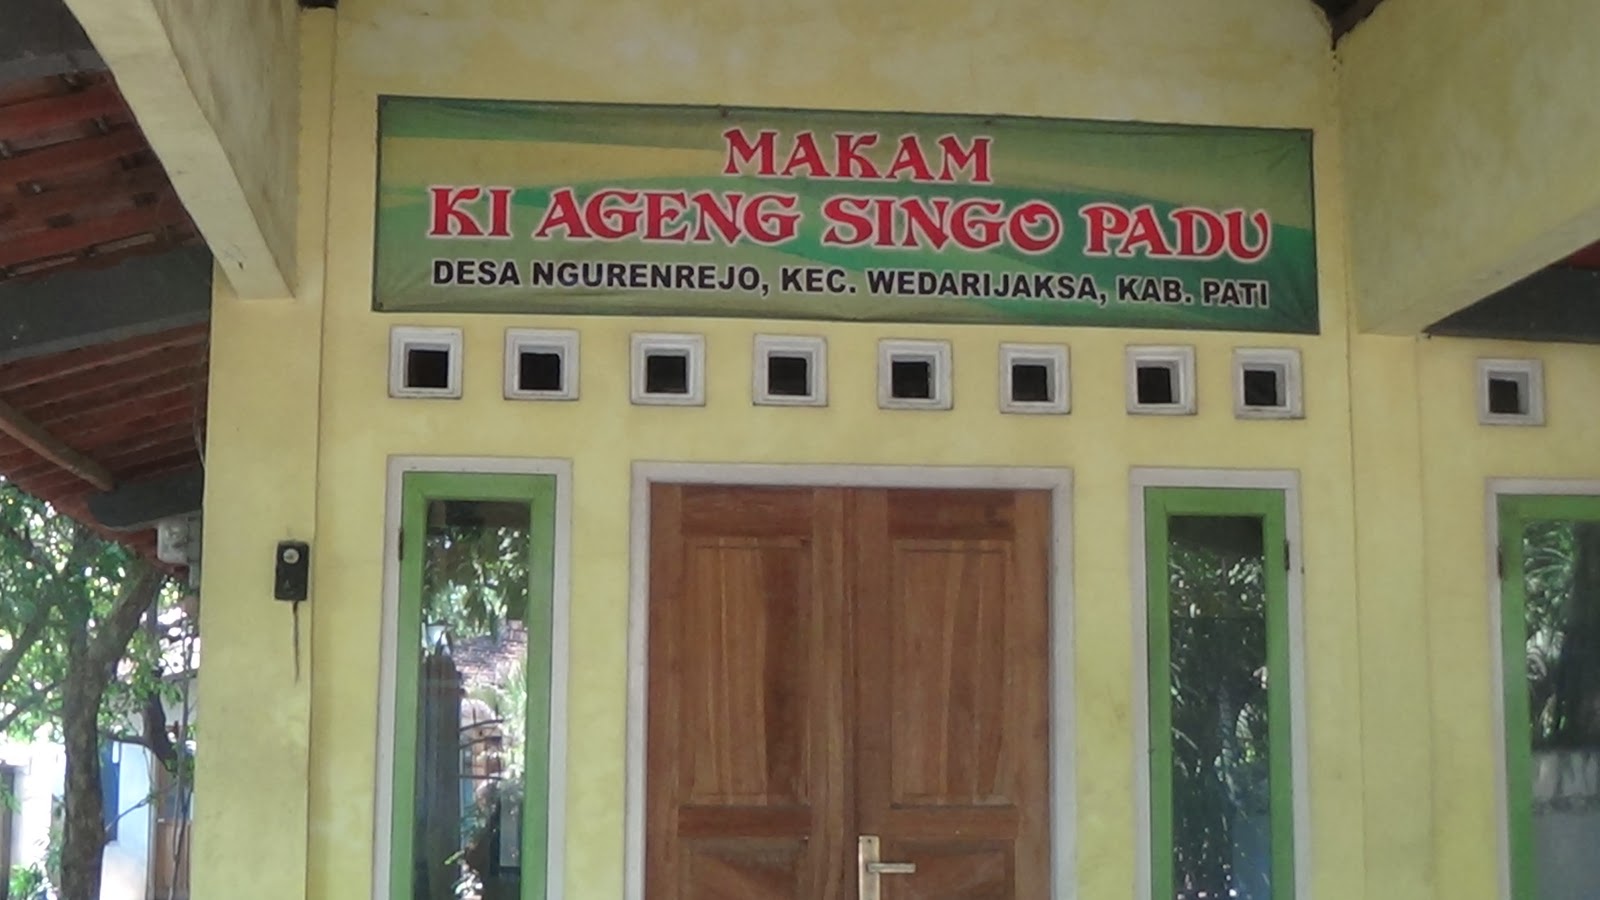 MAKAM
KI AGENG SINGO PADU
DESA NGURENREJO, KEC. WEDARIJAKSA, KAB. PATI